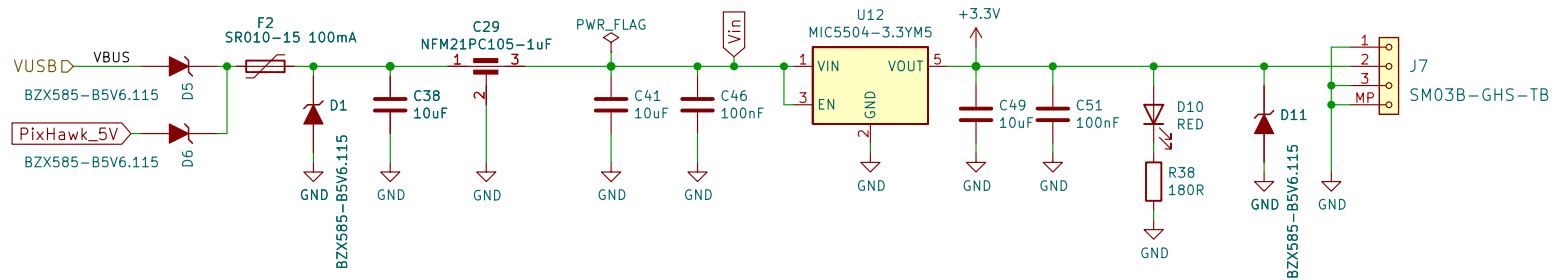 VUSB
VBUS
D5
BZX585-B5V6.115
PixHawk_5V
D6
BZX585-B5V6.115
F2
SR010-15 100mA
D1
BZX585-B5V6.115
GND
C38
10uF
GND
C29
NFM21PC105-1uF
1
3
2
GND
PWR_FLAG
C41
10uF
GND
C46
100nF
GND
Vin
U12
MIC5504-3.3YM5
1
VIN
VOUT
5
3
EN
GND
2
GND
+3.3V
C49
10uF
GND
C51
100nF
GND
D10
RED
R38
180R
GND
D11
BZX585-B5V6.115
GND
1
2
3
MP
J7
SM03B-GHS-TB
GND